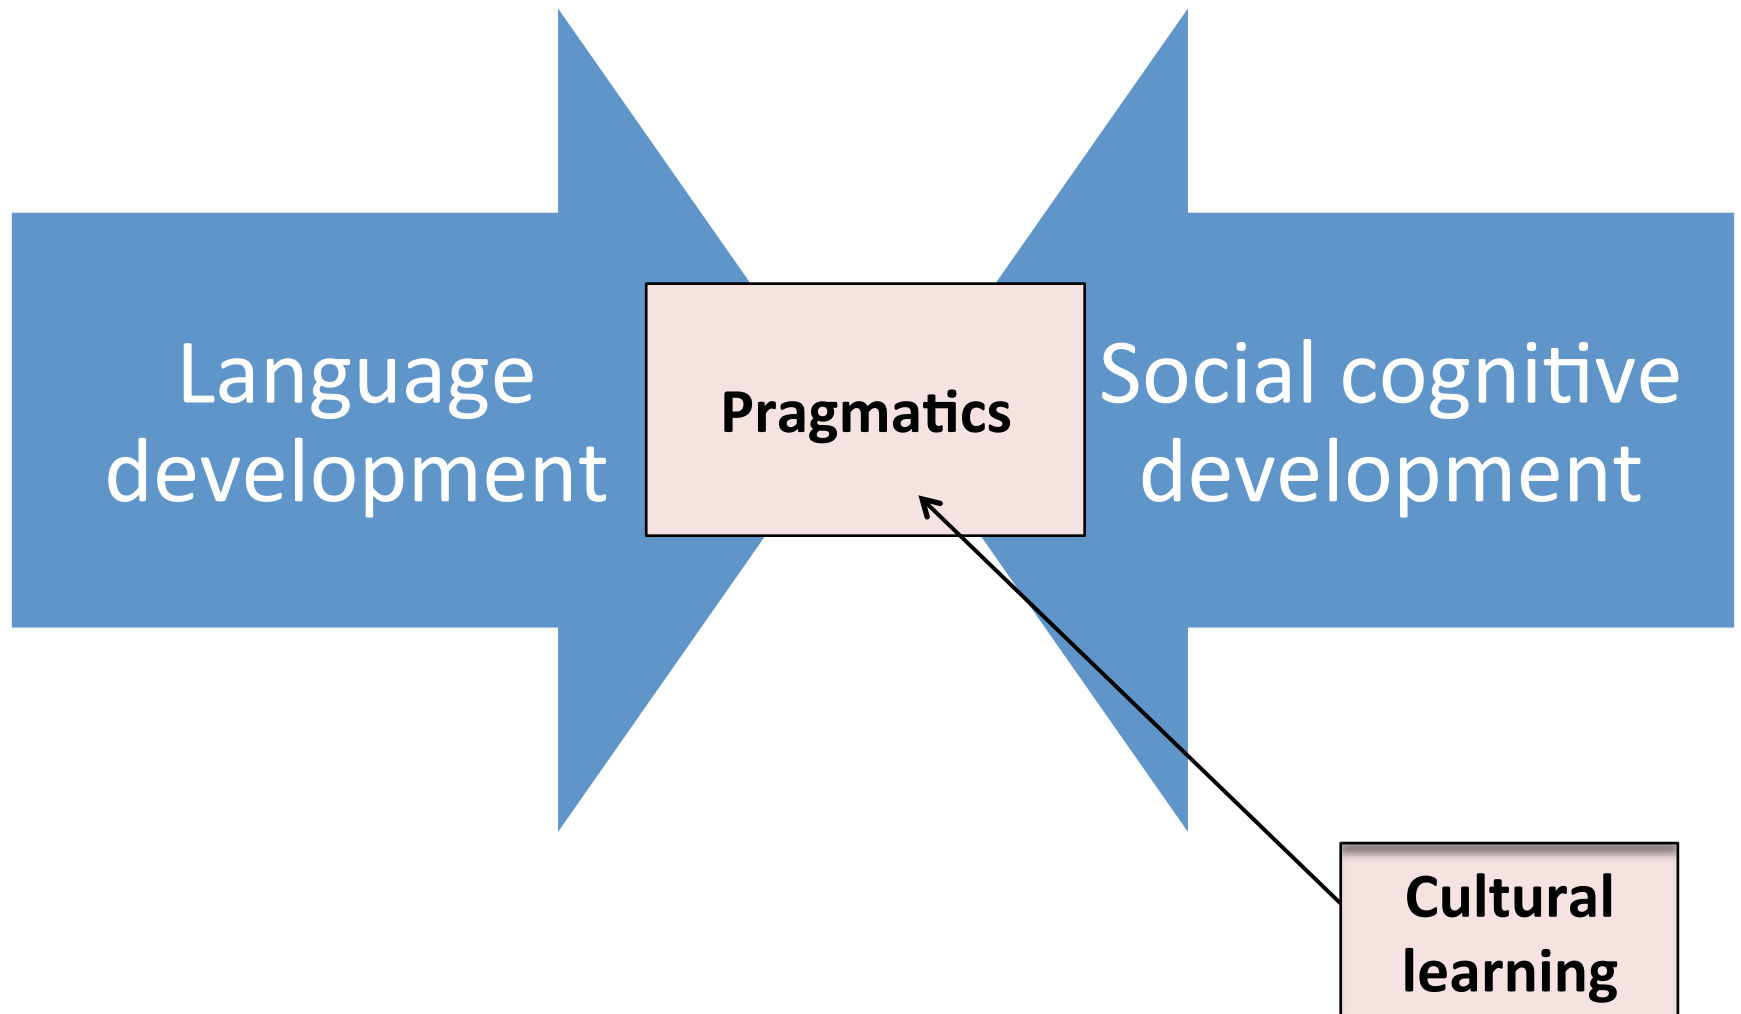 Language
development
Pragmatics
Social cognitive
development
Cultural
learning